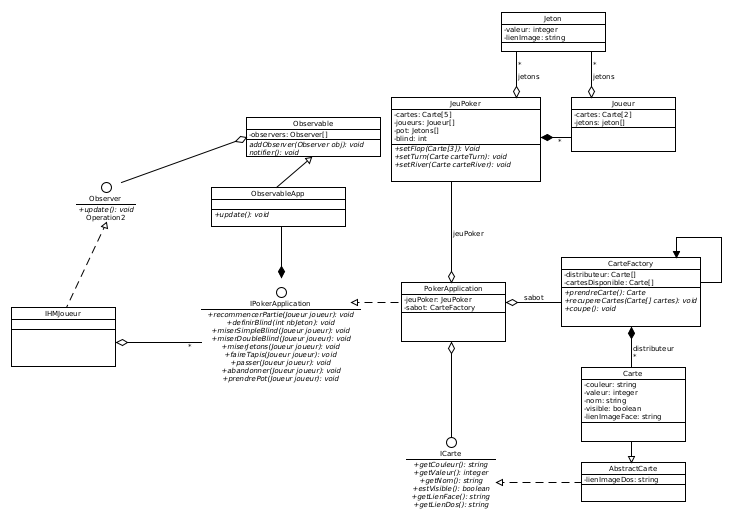 Jeton
-valeur: integer
-lienImage: string
*
jetons
*
jetons
JeuPoker
-cartes: Carte[5]
-joueurs: Joueur[]
-pot: Jetons[]
-blind: int
+setFlop(Carte[3]): Void
+setTurn(Carte carteTurn): void
+setRiver(Carte carteRiver): void
Joueur
-cartes: Carte[2]
-jetons: jeton[]
*
Observable
-observers: Observer[]
addObserver(Observer obj): void
notifier(): void
Observer
+update(): void
Operation2
ObservableApp
+update(): void
jeuPoker
IPokerApplication
+recommencerPartie(Joueur joueur): void
+definirBlind(int nbJeton): void
+miserSimpleBlind(Joueur joueur): void
+miserDoubleBlind(Joueur joueur): void
+miserJetons(Joueur joueur): void
+faireTapis(Joueur joueur): void
+passer(Joueur joueur): void
+abandonner(Joueur joueur): void
+prendrePot(Joueur joueur): void
IHMJoueur
*
PokerApplication
-jeuPoker: JeuPoker
-sabot: CarteFactory
sabot
CarteFactory
-distributeur: Carte[]
-cartesDisponible: Carte[]
+prendreCarte(): Carte
+recupereCartes(Carte[] cartes): void
+coupe(): void
distributeur
*
Carte
-couleur: string
-valeur: integer
-nom: string
-visible: boolean
-lienImageFace: string
ICarte
+getCouleur(): string
+getValeur(): integer
+getNom(): string
+estVisible(): boolean
+getLienFace(): string
+getLienDos(): string
AbstractCarte
-lienImageDos: string